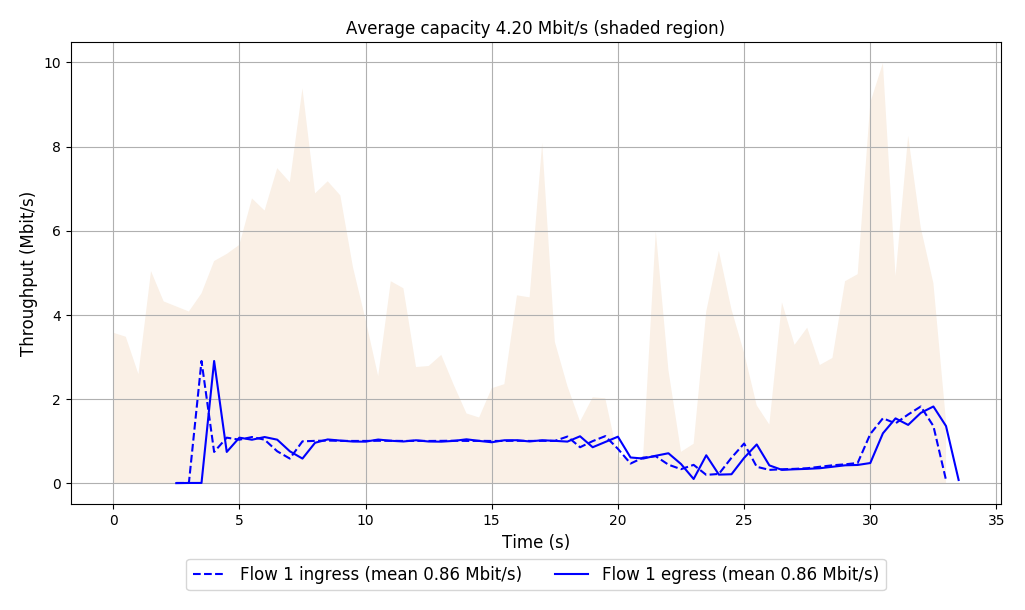 Average capacity 4.20 Mbit/s (shaded region)
Throughput (Mbit/s)
10
8
6
4
2
0
0 5 10 15 20 25 30 35
Time (s)
Flow 1 ingress (mean 0.86 Mbit/s) Flow 1 egress (mean 0.86 Mbit/s)